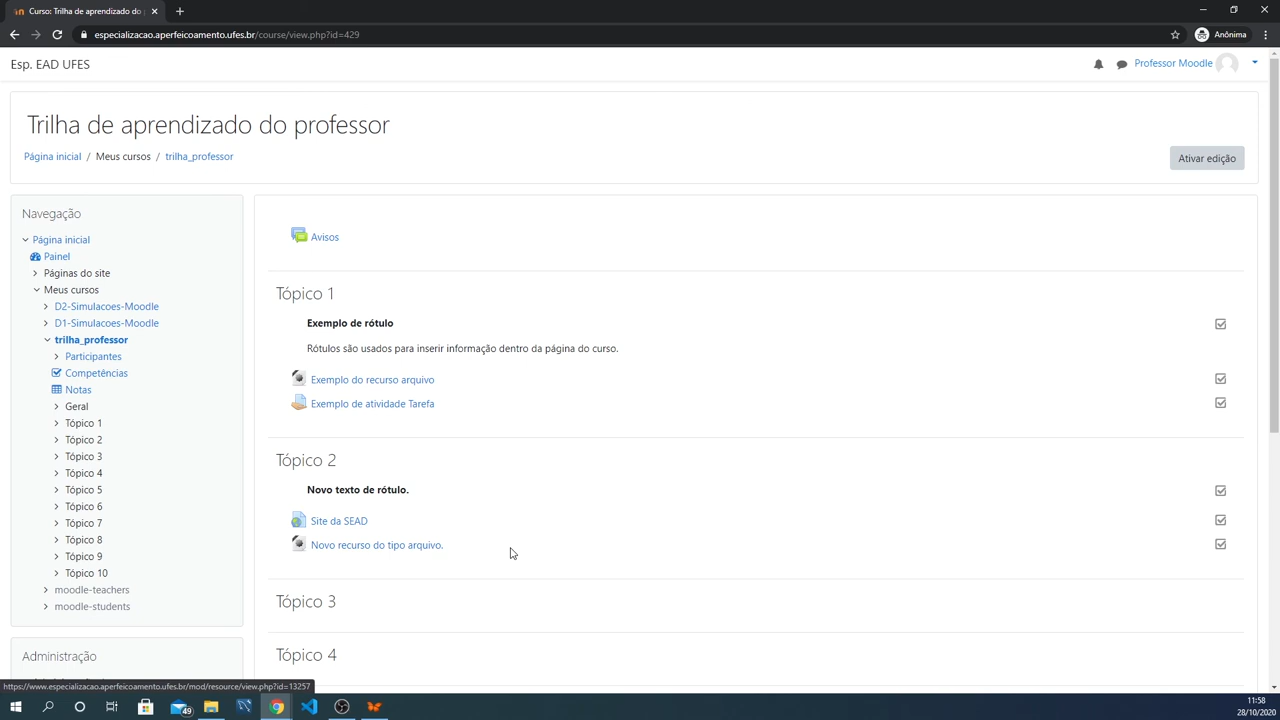 Curso: Trilha de aprendizado do p
especializacao.aperfeicoamento.ufes.br/course/view.php?id=429
Anônima
Esp. EAD UFES
Professor Moodle
Trilha de aprendizado do professor
Página inicial / Meus cursos / trilha_professor
Ativar edição
Navegação
Página inicial
Painel
Páginas do site
Meus cursos
D2-Simulacoes-Moodle
D1-Simulacoes-Moodle
trilha_professor
Participantes
Competências
Notas
Geral
Tópico 1
Tópico 2
Tópico 3
Tópico 4
Tópico 5
Tópico 6
Tópico 7
Tópico 8
Tópico 9
Tópico 10
moodle-teachers
moodle-students
Administração
Avisos
Tópico 1
Exemplo de rótulo
Rótulos são usados para inserir informação dentro da página do curso.
Exemplo do recurso arquivo
Exemplo de atividade Tarefa
Tópico 2
Novo texto de rótulo.
Site da SEAD
Novo recurso do tipo arquivo.
Tópico 3
Tópico 4
https://www.especializacao.aperfeicoamento.ufes.br/mod/resource/view.php?id=13257
49
11:58
28/10/2020